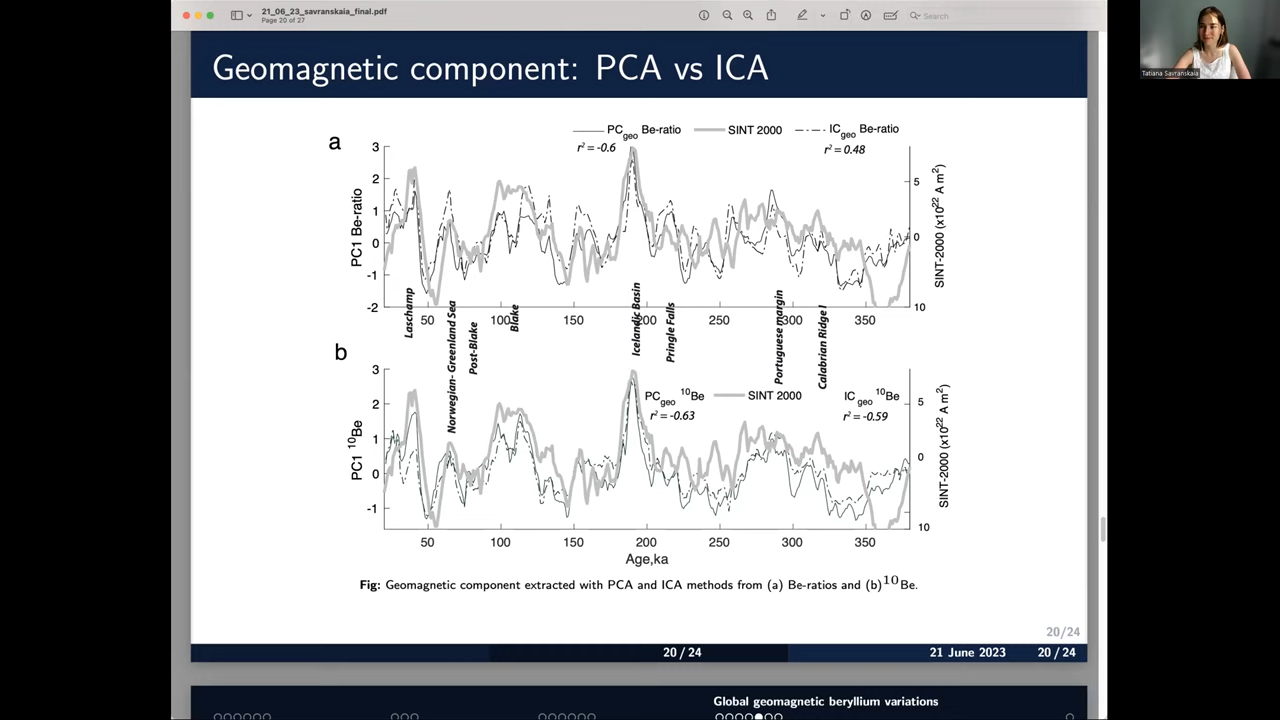 21_06_23_savranskaia_final.pdf
Page 20 of 27
Search
Tatiana Savranskaia
Geomagnetic component: PCA vs ICA
a
PCgeo Be-ratio
SINT 2000
ICgeo Be-ratio
r² = -0.6
r² = 0.48
3
2
1
0
-1
-2
PC1 Be-ratio
5
0
10
SINT-2000 (x10²² A m²)
50 100 150 200 250 300 350
Laschamp
Norwegian- Greenland Sea
Post-Blake
Blake
Icelandic Basin
Pringle Falls
Portuguese margin
Calabrian Ridge I
b
PCgeo ¹⁰Be
SINT 2000
IC geo ¹⁰Be
r² = -0.63
r² = -0.59
3
2
1
0
-1
PC1 ¹⁰Be
5
0
10
SINT-2000 (x10²² A m²)
50 100 150 200 250 300 350
Age,ka
Fig: Geomagnetic component extracted with PCA and ICA methods from (a) Be-ratios and (b)¹⁰Be.
20/24
20 / 24
21 June 2023
20 / 24
Global geomagnetic beryllium variations